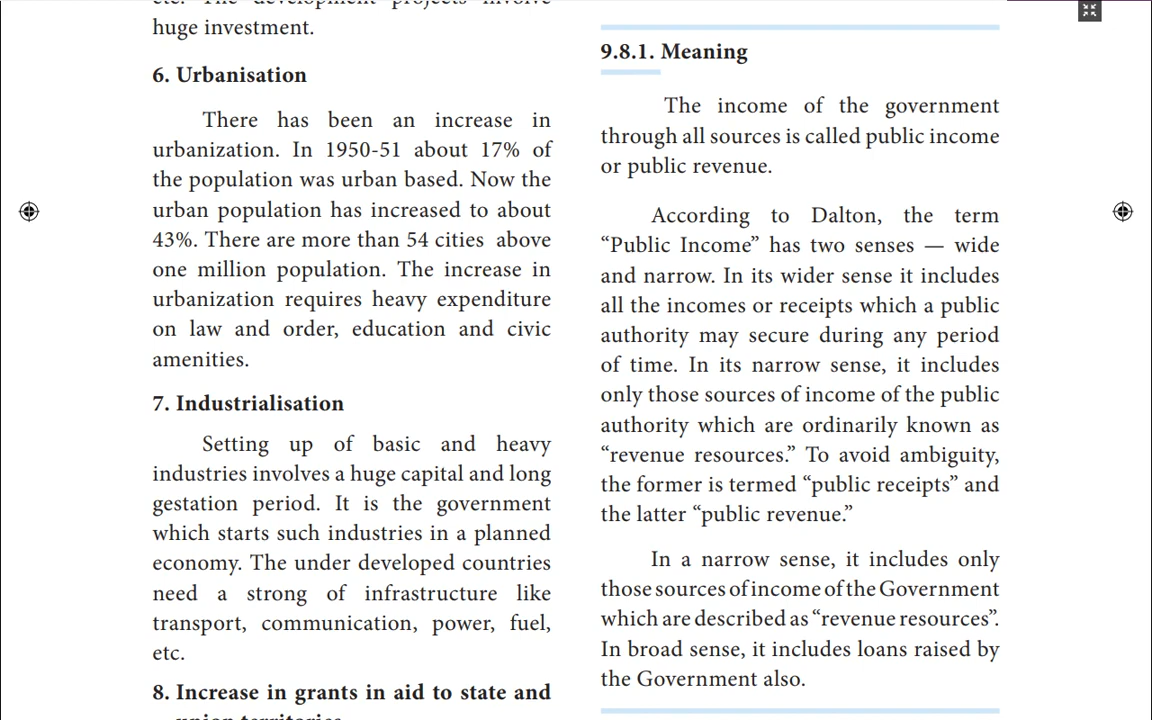 etc. The development projects involve
huge investment.
6. Urbanisation
There has been an increase in
urbanization. In 1950-51 about 17% of
the population was urban based. Now the
urban population has increased to about
43%. There are more than 54 cities above
one million population. The increase in
urbanization requires heavy expenditure
on law and order, education and civic
amenities.
7. Industrialisation
Setting up of basic and heavy
industries involves a huge capital and long
gestation period. It is the government
which starts such industries in a planned
economy. The under developed countries
need a strong of infrastructure like
transport, communication, power, fuel,
etc.
8. Increase in grants in aid to state and
union territories
9.8.1. Meaning
The income of the government
through all sources is called public income
or public revenue.
According to Dalton, the term
“Public Income” has two senses — wide
and narrow. In its wider sense it includes
all the incomes or receipts which a public
authority may secure during any period
of time. In its narrow sense, it includes
only those sources of income of the public
authority which are ordinarily known as
“revenue resources.” To avoid ambiguity,
the former is termed “public receipts” and
the latter “public revenue.”
In a narrow sense, it includes only
those sources of income of the Government
which are described as “revenue resources”.
In broad sense, it includes loans raised by
the Government also.